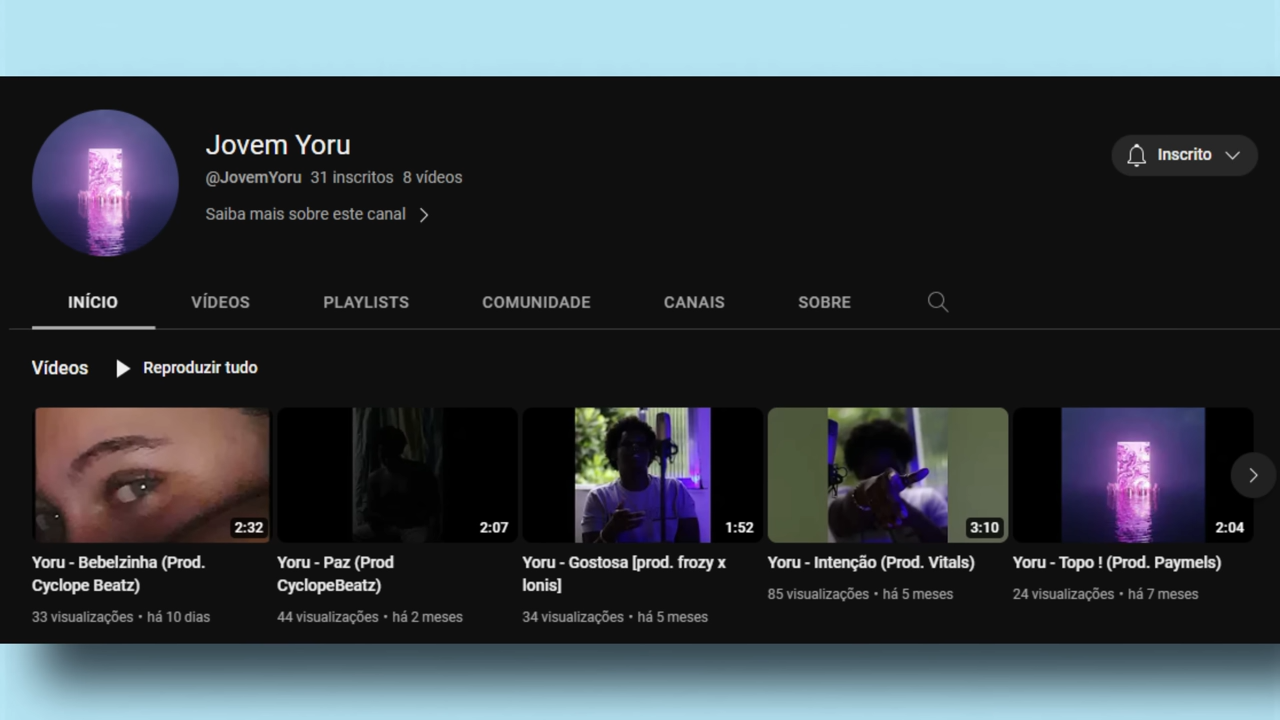 Jovem Yoru
Inscrito
@JovemYoru 31 inscritos 8 vídeos
Saiba mais sobre este canal
INÍCIO VÍDEOS PLAYLISTS COMUNIDADE CANAIS SOBRE
Vídeos Reproduzir tudo
2:32 2:07 1:52 3:10 2:04
Yoru - Bebelzinha (Prod.
Cyclope Beatz)
33 visualizações • há 10 dias
Yoru - Paz (Prod
CyclopeBeatz)
44 visualizações • há 2 meses
Yoru - Gostosa [prod. frozy x
lonis]
34 visualizações • há 5 meses
Yoru - Intenção (Prod. Vitals)
85 visualizações • há 5 meses
Yoru - Topo ! (Prod. Paymels)
24 visualizações • há 7 meses